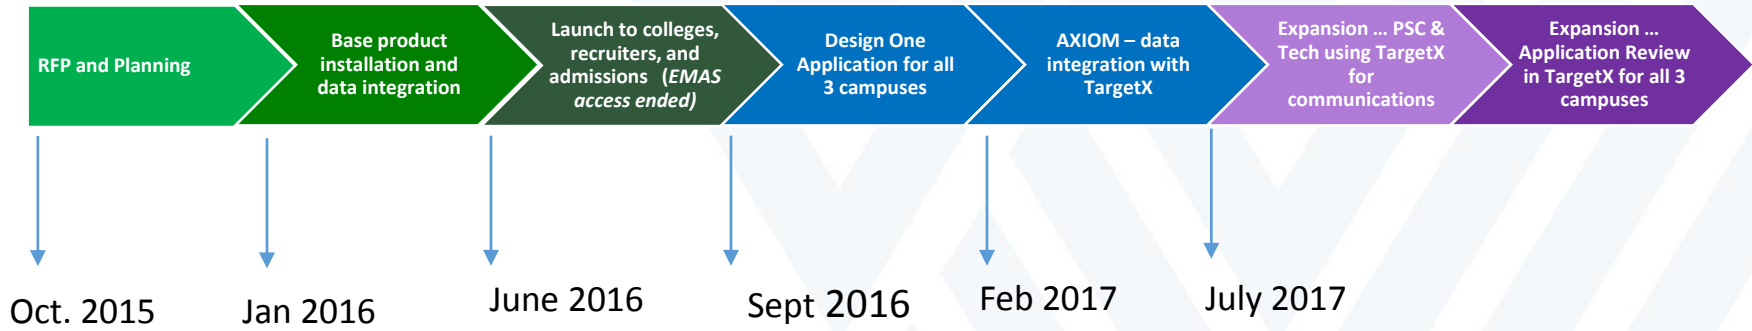 RFP and Planning
Base product
installation and
data integration
Launch to colleges,
recruiters, and
admissions (EMAS
access ended)
Design One
Application for all
3 campuses
AXIOM – data
integration with
TargetX
Expansion ... PSC &
Tech using TargetX
for
communications
Expansion ...
Application Review
in TargetX for all 3
campuses
Oct. 2015
Jan 2016
June 2016
Sept 2016
Feb 2017
July 2017